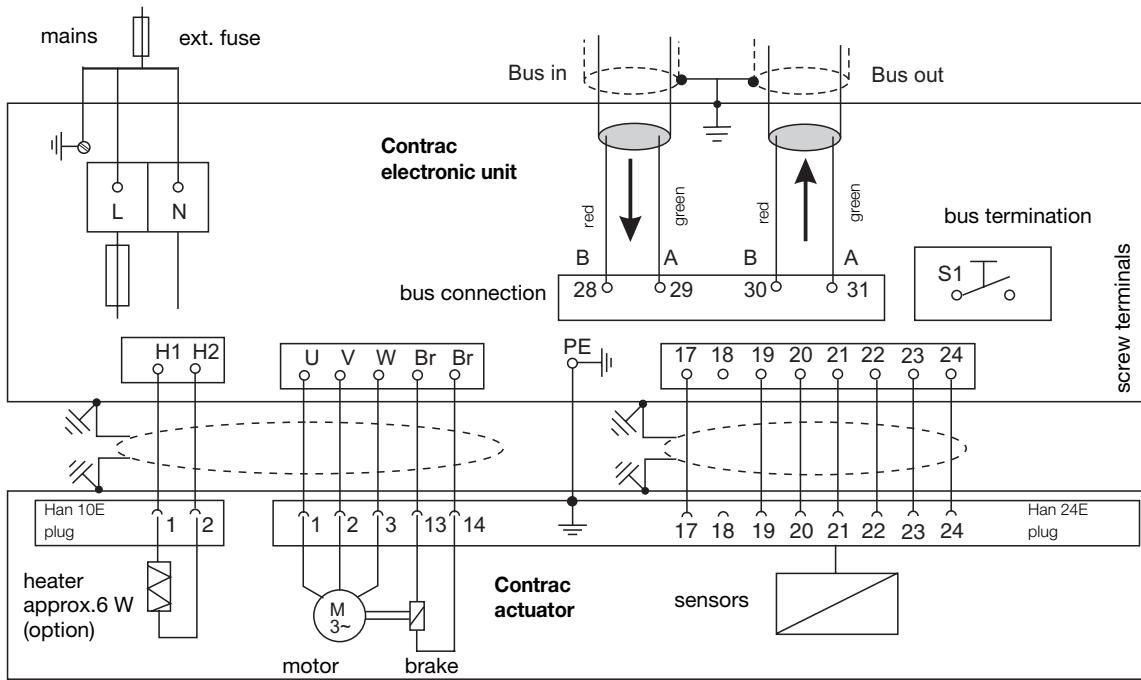 mains
ext. fuse
Bus in
Bus out
Contrac
electronic unit
red
green
red
green
L N
bus termination
B A B A
S1
bus connection
28 29 30 31
screw terminals
H1 H2
U V W Br Br
PE
17 18 19 20 21 22 23 24
Han 10E
plug
1 2
1 2 3 13 14
17 18 19 20 21 22 23 24
Han 24E
plug
heater
approx.6 W
(option)
M
3~
motor
brake
Contrac
actuator
sensors